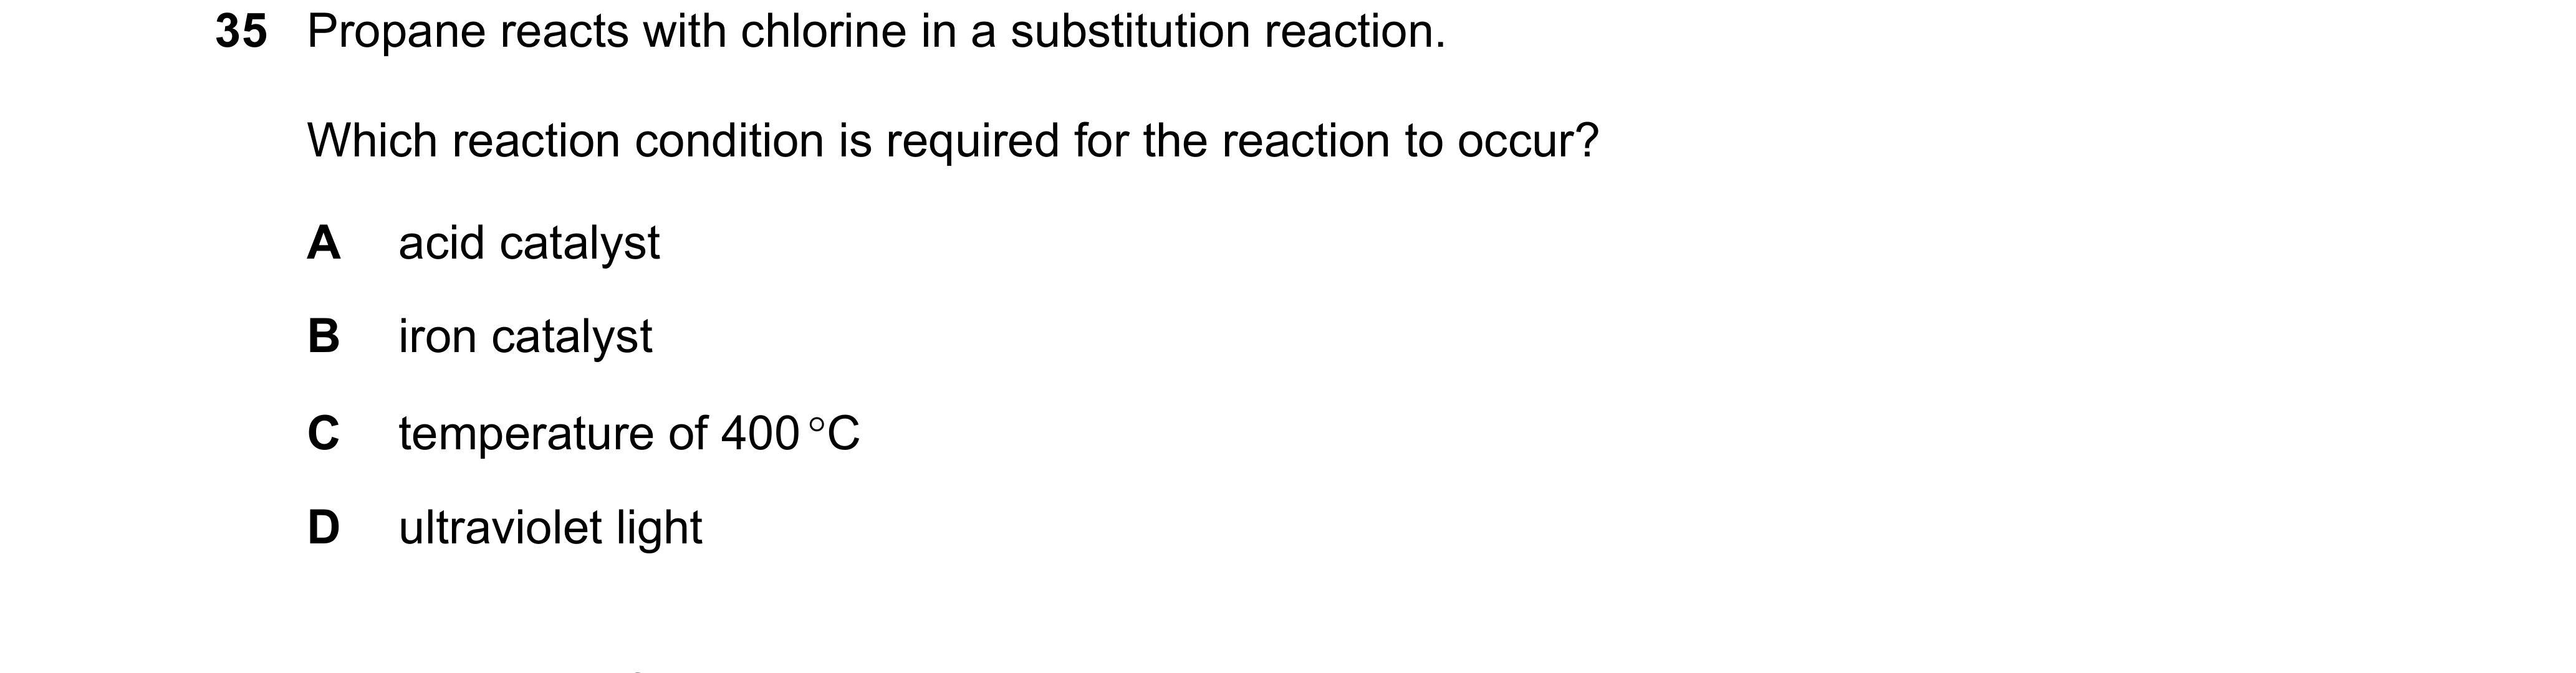 35 Propane reacts with chlorine in a substitution reaction.
Which reaction condition is required for the reaction to occur?
A acid catalyst
B iron catalyst
C temperature of 400 °C
D ultraviolet light